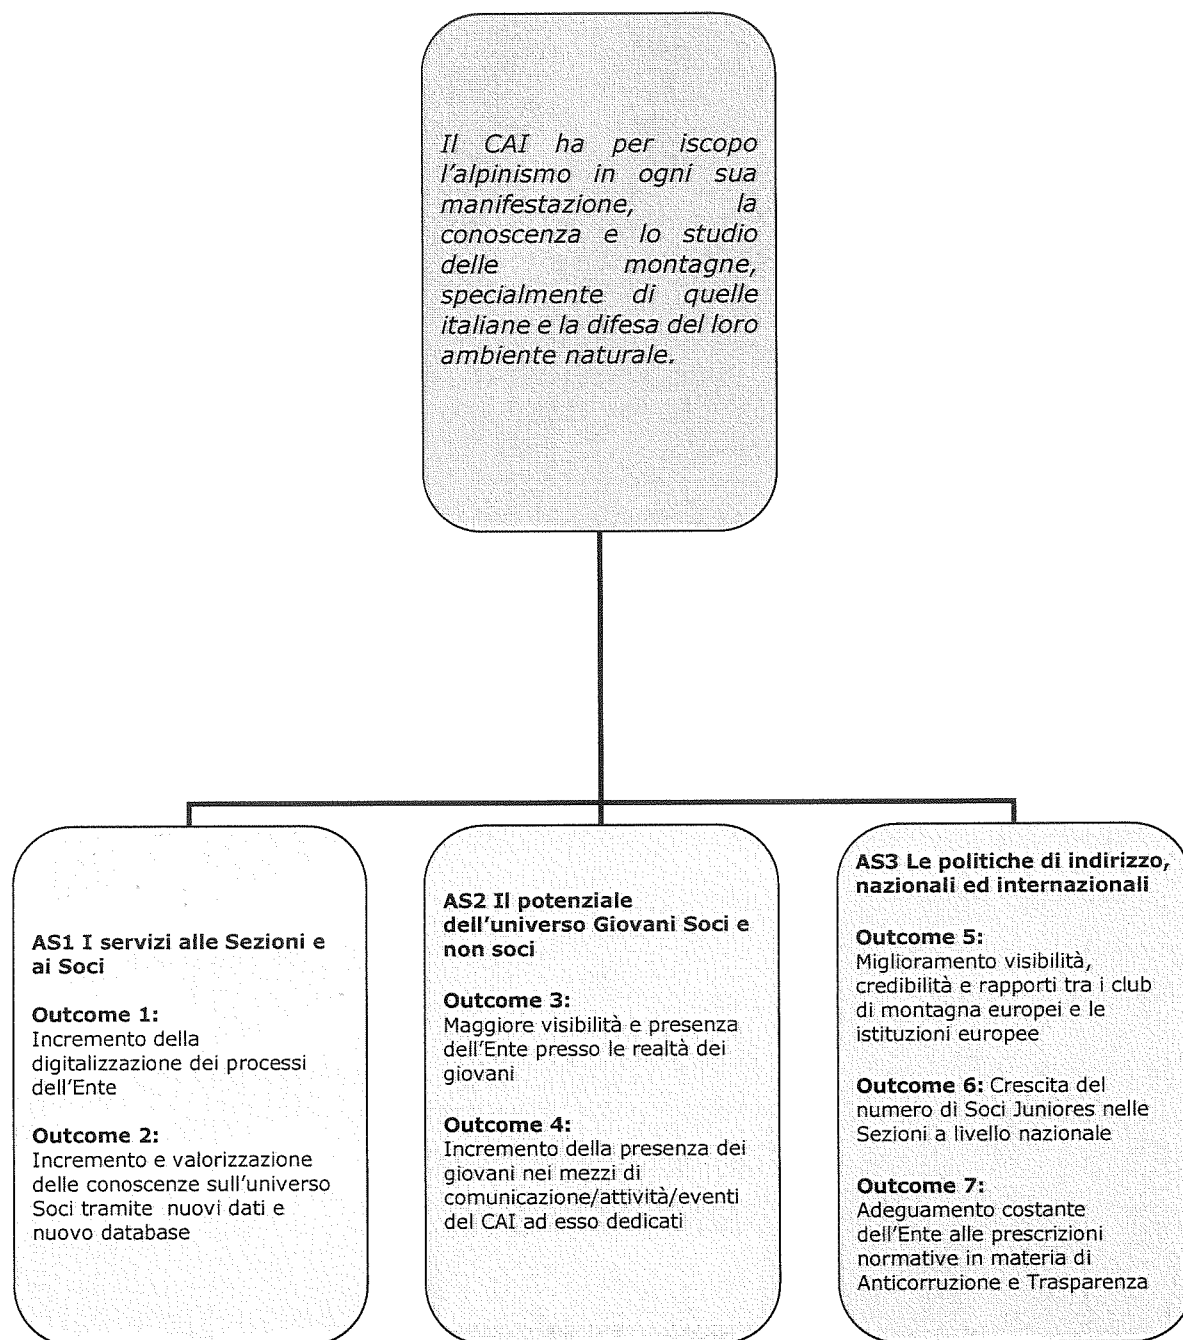 Il CAI ha per iscopo
l'alpinismo in ogni sua
manifestazione, la
conoscenza e lo studio
delle montagne,
specialmente di quelle
italiane e la difesa del loro
ambiente naturale.
AS1 I servizi alle Sezioni e
ai Soci
Outcome 1:
Incremento della
digitalizzazione dei processi
dell'Ente
Outcome 2:
Incremento e valorizzazione
delle conoscenze sull'universo
Soci tramite nuovi dati e
nuovo database
AS2 Il potenziale
dell'universo Giovani Soci e
non soci
Outcome 3:
Maggiore visibilità e presenza
dell'Ente presso le realtà dei
giovani
Outcome 4:
Incremento della presenza dei
giovani nei mezzi di
comunicazione/attività/eventi
del CAI ad esso dedicati
AS3 Le politiche di indirizzo,
nazionali ed internazionali
Outcome 5:
Miglioramento visibilità,
credibilità e rapporti tra i club
di montagna europei e le
istituzioni europee
Outcome 6: Crescita del
numero di Soci Juniores nelle
Sezioni a livello nazionale
Outcome 7:
Adeguamento costante
dell'Ente alle prescrizioni
normative in materia di
Anticorruzione e Trasparenza